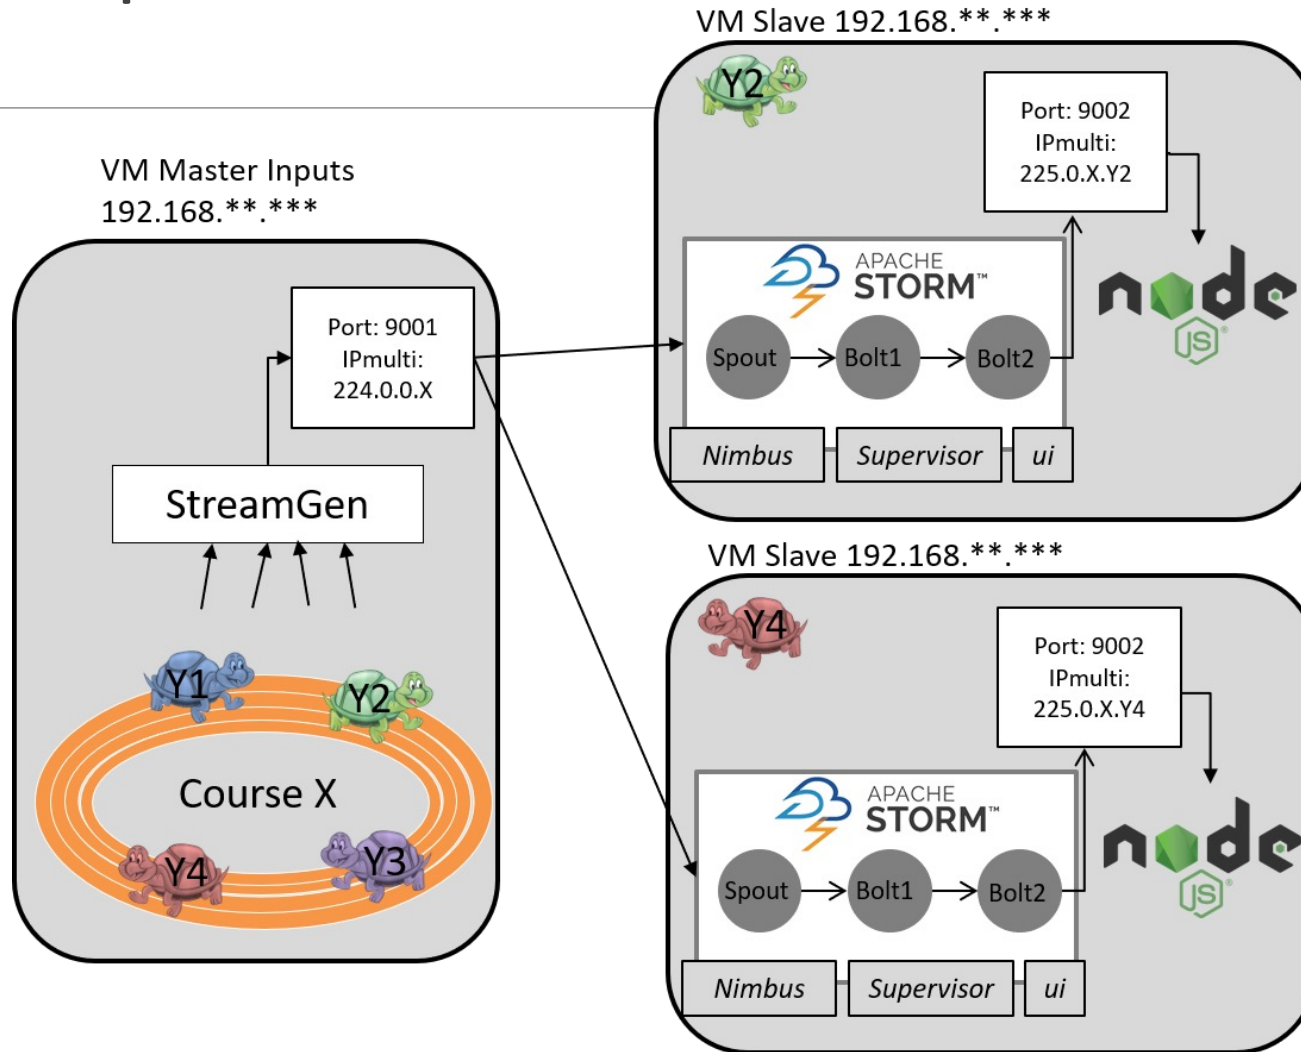 VM Slave 192.168.**.***
Y2
Port: 9002
IPmulti:
225.0.X.Y2
APACHE
STORM™
node
JS®
Spout
Bolt1
Bolt2
Nimbus
Supervisor
ui
VM Master Inputs
192.168.**.***
Port: 9001
IPmulti:
224.0.0.X
StreamGen
Y1
Y2
Course X
Y4
Y3
VM Slave 192.168.**.***
Y4
Port: 9002
IPmulti:
225.0.X.Y4
APACHE
STORM™
node
JS®
Spout
Bolt1
Bolt2
Nimbus
Supervisor
ui